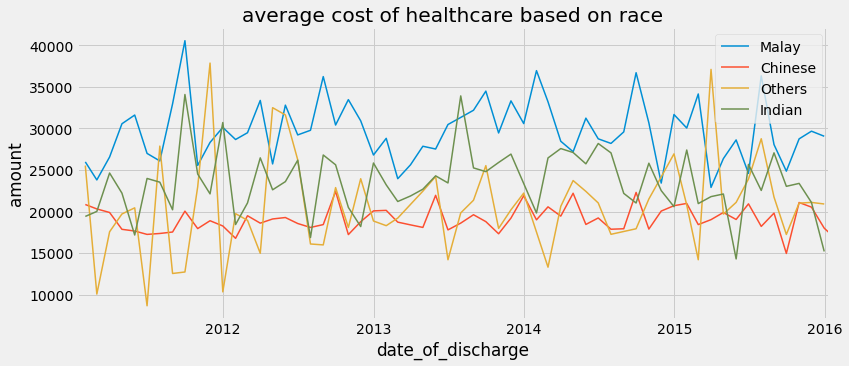 average cost of healthcare based on race
Malay
Chinese
Others
Indian
amount
40000
35000
30000
25000
20000
15000
10000
2012
2013
2014
2015
2016
date_of_discharge